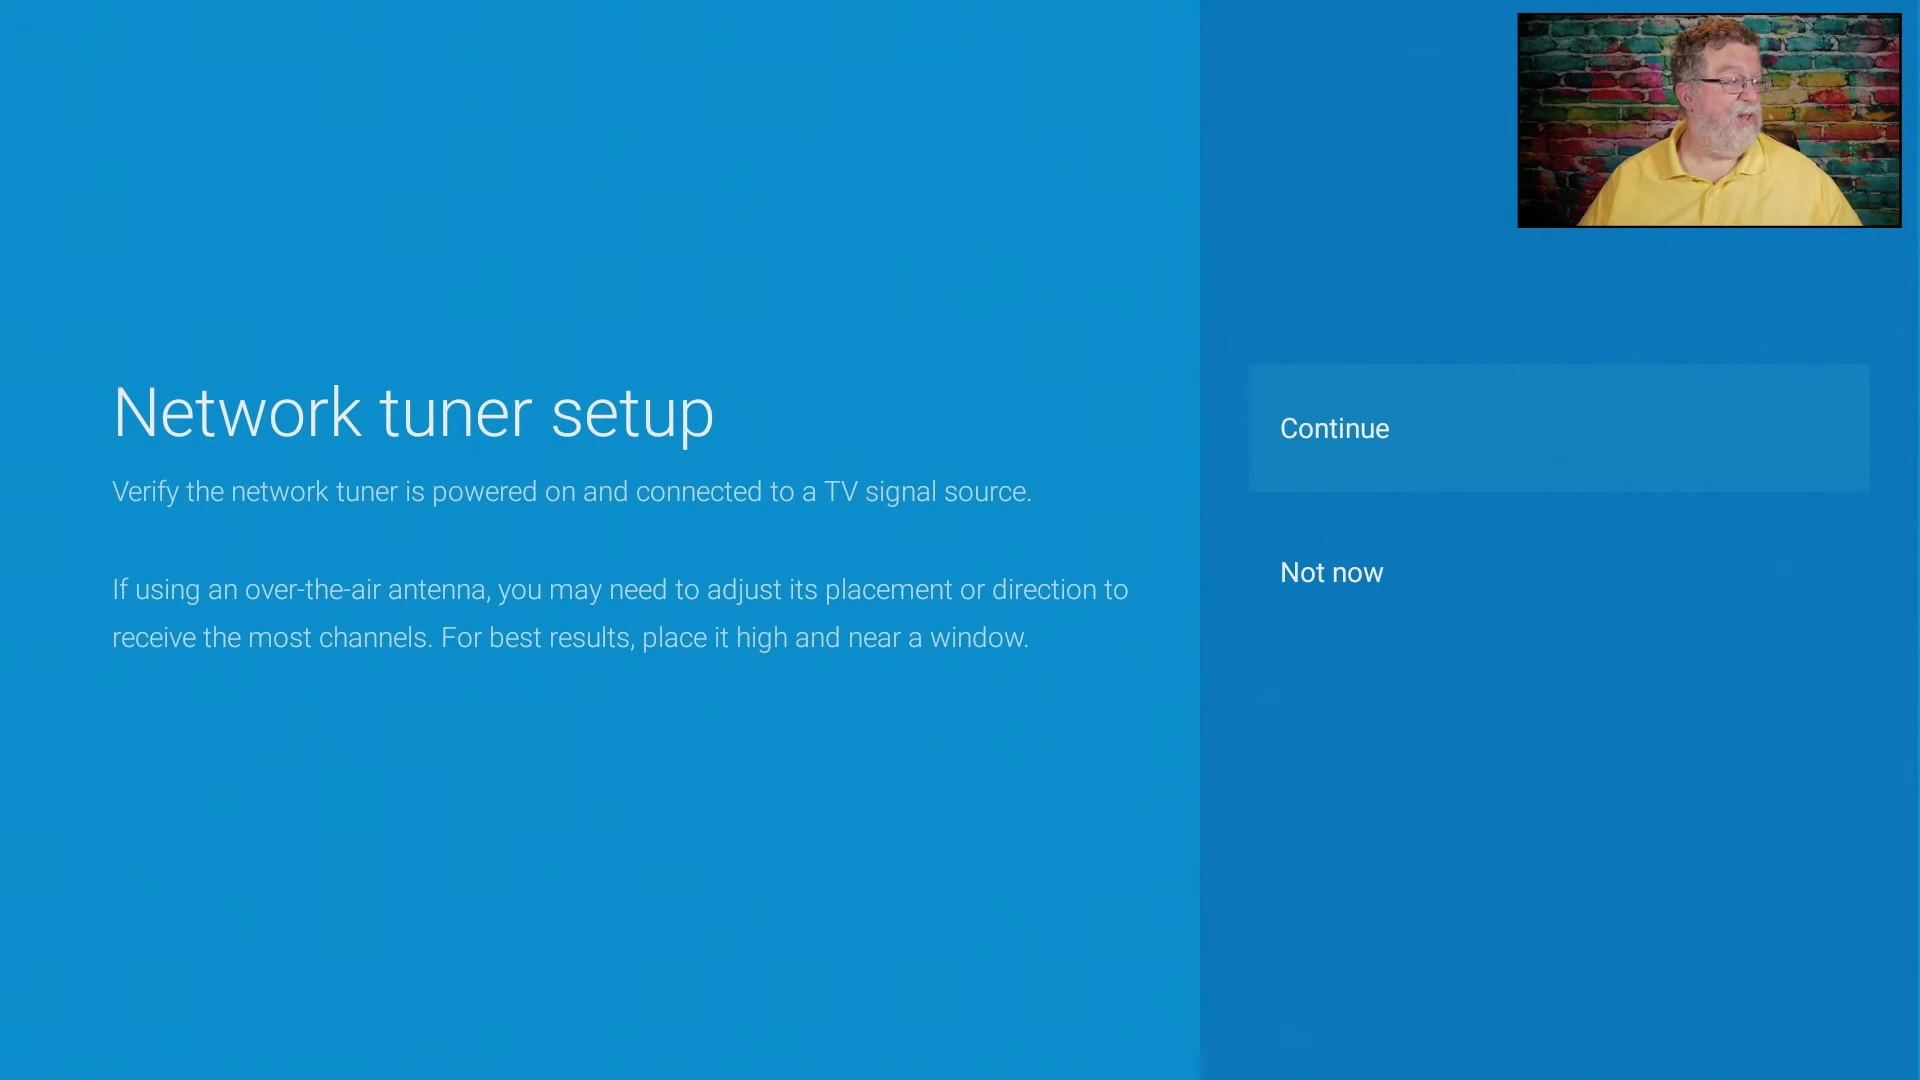 Network tuner setup
Verify the network tuner is powered on and connected to a TV signal source.
If using an over-the-air antenna, you may need to adjust its placement or direction to
receive the most channels. For best results, place it high and near a window.
Continue
Not now